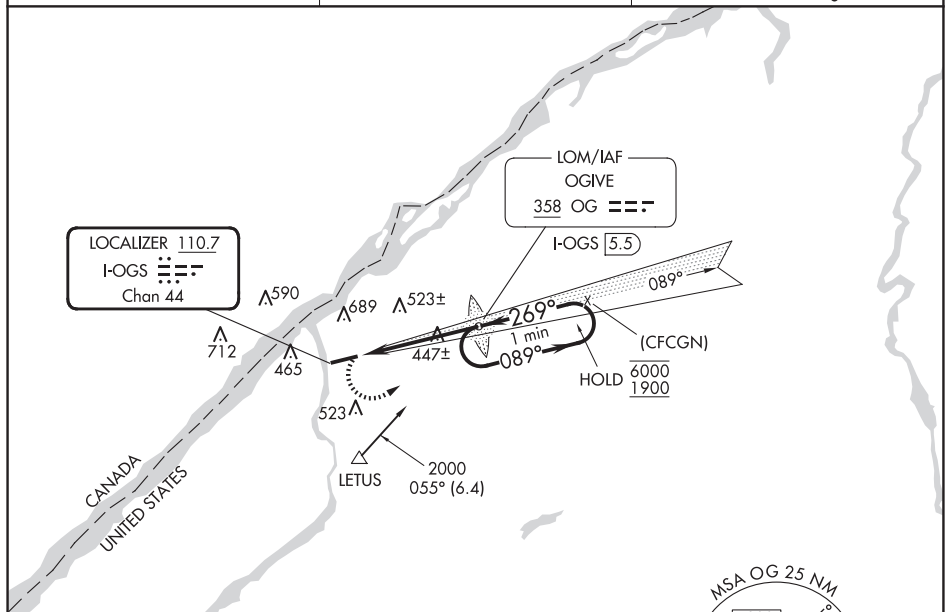 LOM/IAF
OGIVE
358 OG
I-OGS 5.5
LOCALIZER 110.7
I-OGS
Chan 44
590
689
523±
712
465
447±
523
269°
1 min
089°
089°
(CFCGN)
HOLD 6000
1900
LETUS
2000
055° (6.4)
CANADA
UNITED STATES
MSA OG 25 NM